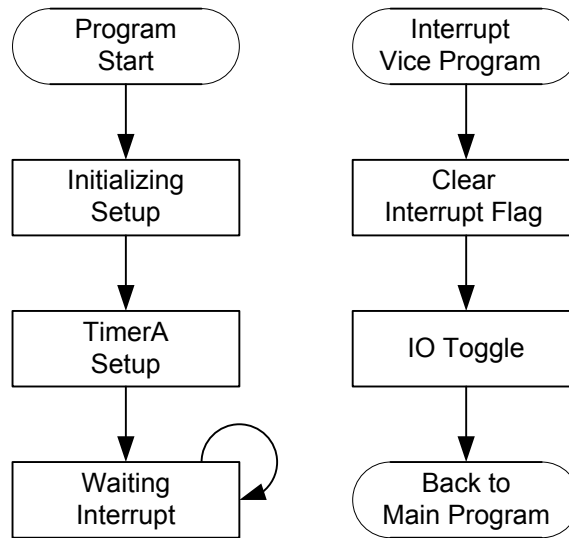 Program
Start
Initializing
Setup
TimerA
Setup
Waiting
Interrupt
Interrupt
Vice Program
Clear
Interrupt Flag
IO Toggle
Back to
Main Program